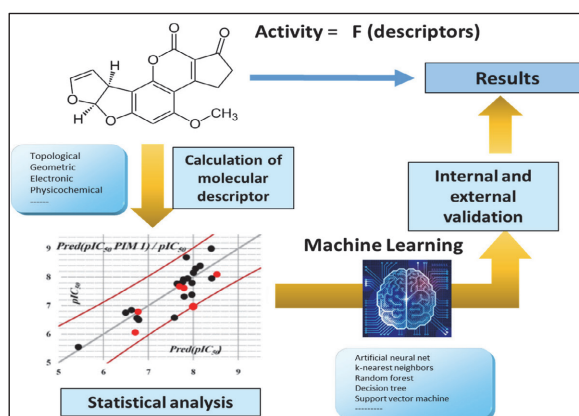 Activity = F (descriptors)
O
O
H
O
H
O
O
CH3
Results
Topological
Geometric
Electronic
Physicochemical
------
Calculation of
molecular
descriptor
Internal and
external
validation
Machine Learning
Pred(pIC50 PIM 1) / pIC50
pIC50
9
8
7
6
5
5
6
7
8
9
Pred(pIC50)
Statistical analysis
Artificial neural net
k-nearest neighbors
Random forest
Decision tree
Support vector machine
---------